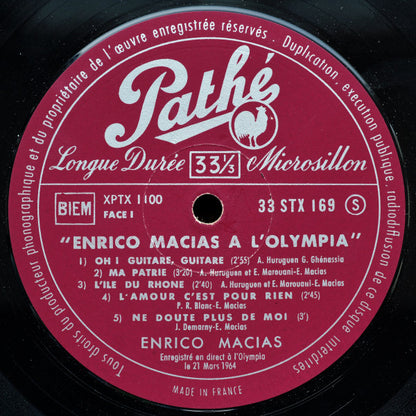 Tous droits du producteur phonographique et du propriétaire de l'œuvre enregistrée réservés. Duplication, exécution publique, radiodiffusion de ce disque interdites
Pathé
Longue Durée 33⅓ Microsillon
BIEM XPTX 1100 33 STX 169 S
FACE 1
"ENRICO MACIAS A L'OLYMPIA"
1) OH ! GUITARE, GUITARE (2'55) A. Huruguen G. Ghénassia
2) MA PATRIE (3'20) A. Huruguen et E. Marouani-E. Macias
3) L'ILE DU RHONE (2'40) A. Huruguen et E. Marouani-E. Macias
4) L'AMOUR C'EST POUR RIEN (2'45)
P. R. Blanc-E. Macias
5) NE DOUTE PLUS DE MOI (3')
J. Demarny-E. Macias
ENRICO MACIAS
Enregistré en direct à l'Olympia
le 21 Mars 1964
MADE IN FRANCE